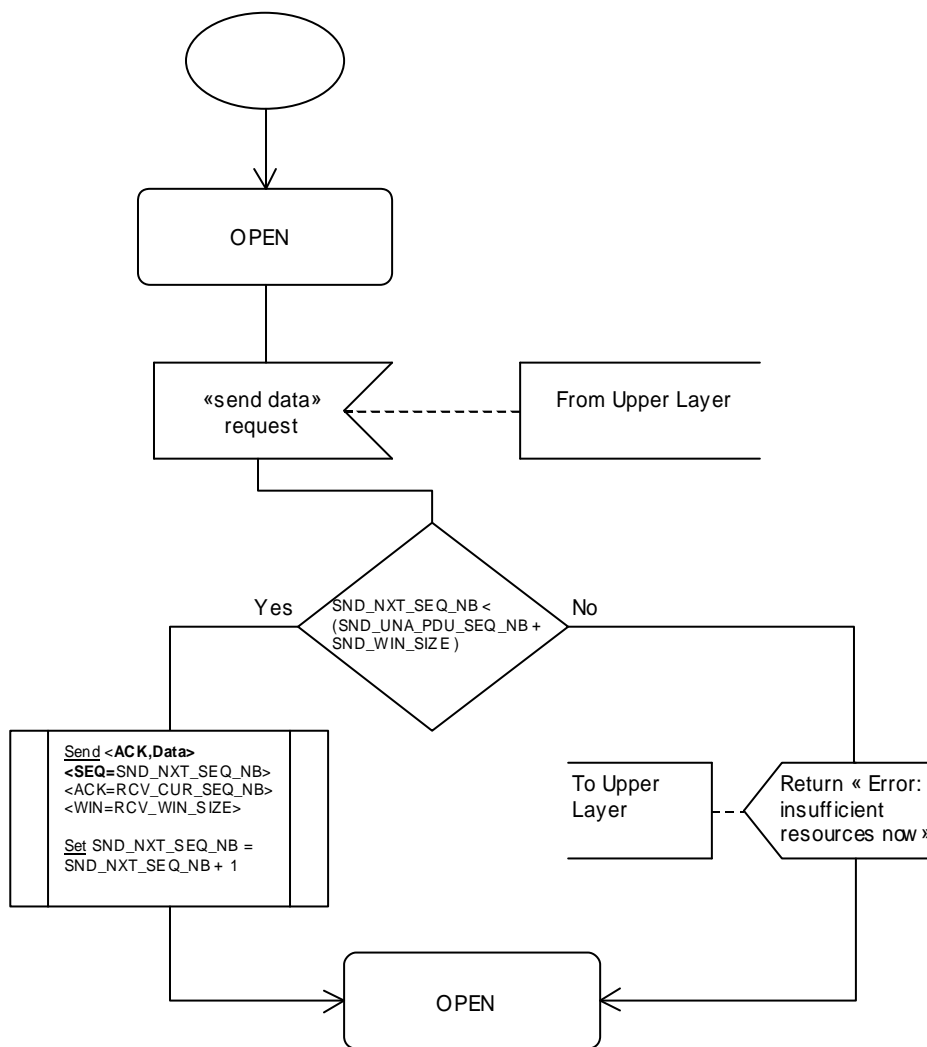 OPEN
«send data»
request
From Upper Layer
Yes
SND_NXT_SEQ_NB <
(SND_UNA_PDU_SEQ_NB +
SND_WIN_SIZE )
No
Send <ACK,Data>
<SEQ=SND_NXT_SEQ_NB>
<ACK=RCV_CUR_SEQ_NB>
<WIN=RCV_WIN_SIZE>
Set SND_NXT_SEQ_NB =
SND_NXT_SEQ_NB + 1
To Upper
Layer
Return « Error:
insufficient
resources now »
OPEN